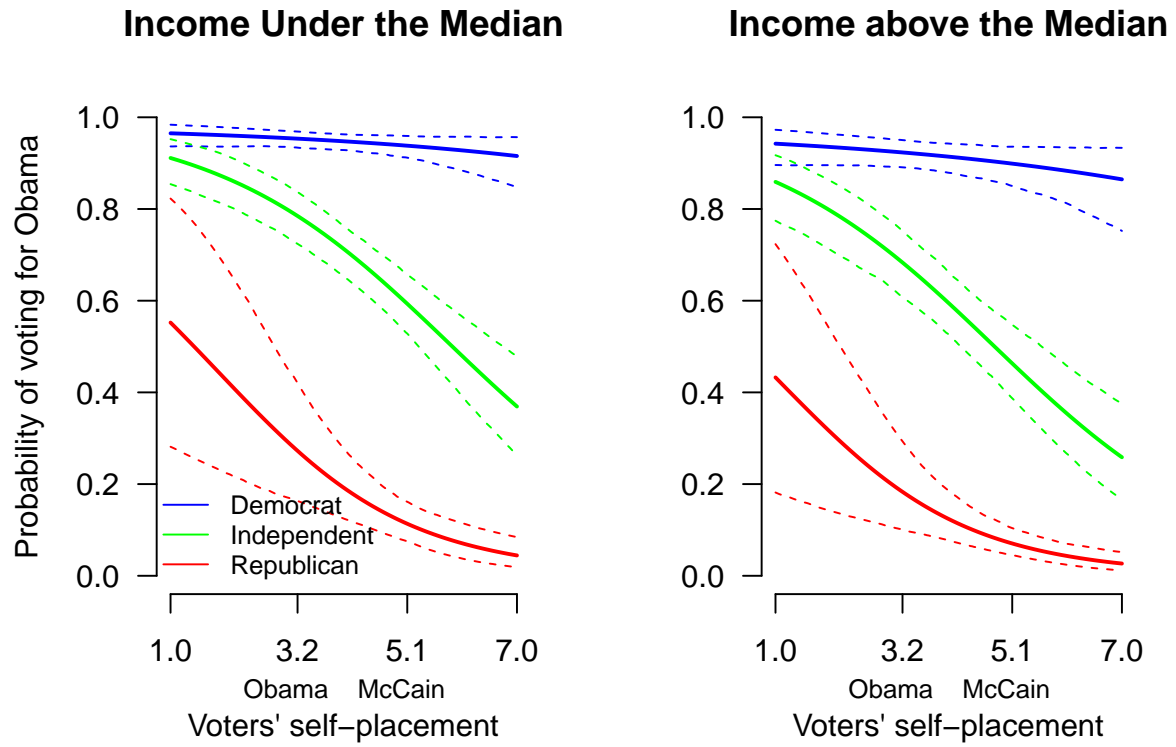 Income Under the Median
Probability of voting for Obama
1.0
0.8
0.6
0.4
0.2
0.0
Democrat
Independent
Republican
1.0 3.2 5.1 7.0
Obama McCain
Voters' self−placement
Income above the Median
1.0
0.8
0.6
0.4
0.2
0.0
1.0 3.2 5.1 7.0
Obama McCain
Voters' self−placement